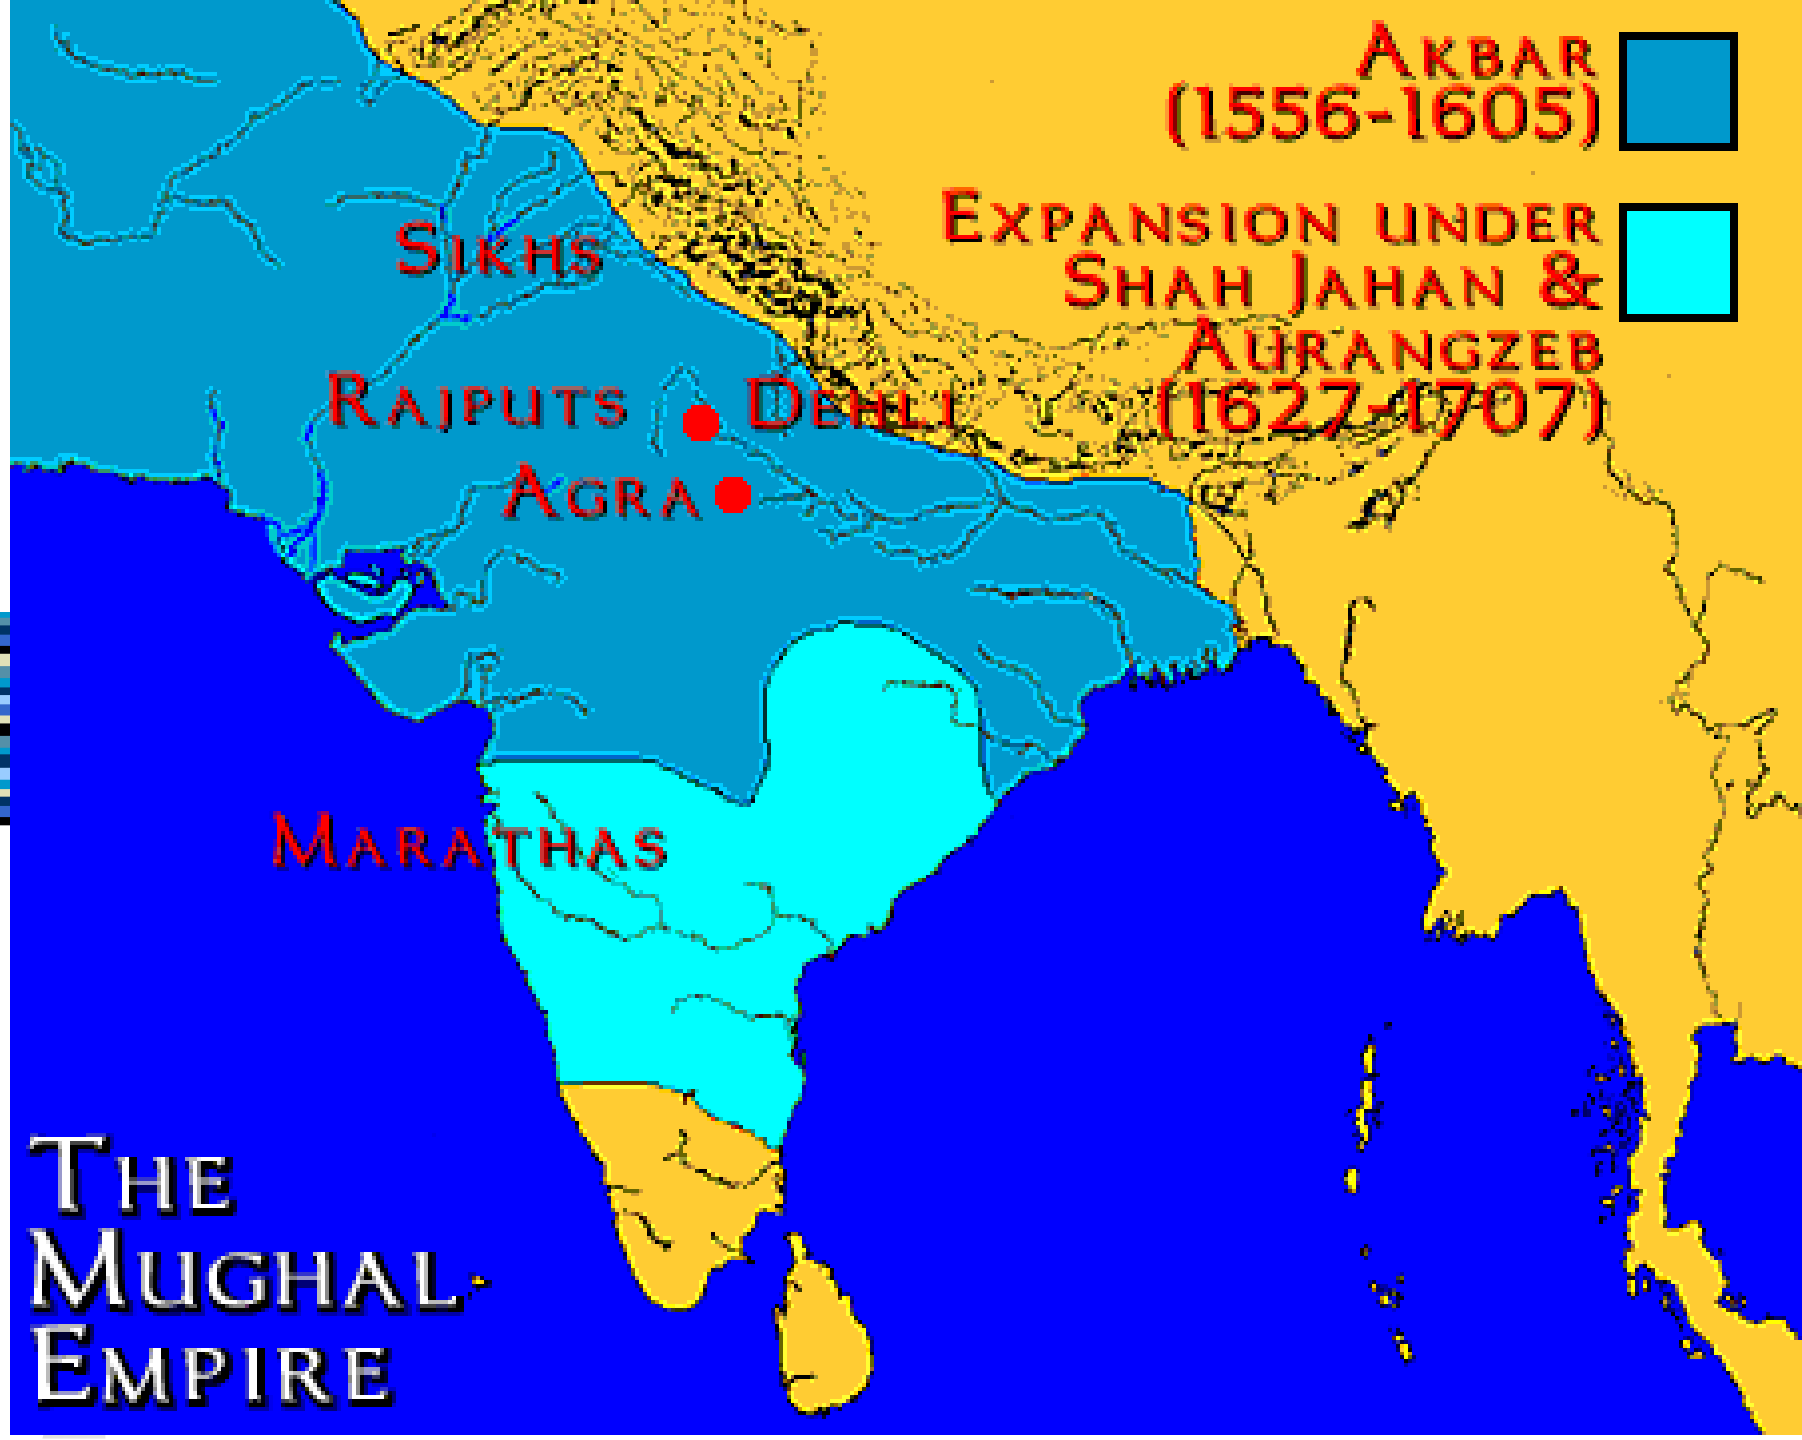 AKBAR
(1556-1605)
EXPANSION UNDER
SHAH JAHAN &
AURANGZEB
(1627-1707)
SIKHS
RAJPUTS
DEHLI
AGRA
MARATHAS
THE
MUGHAL
EMPIRE